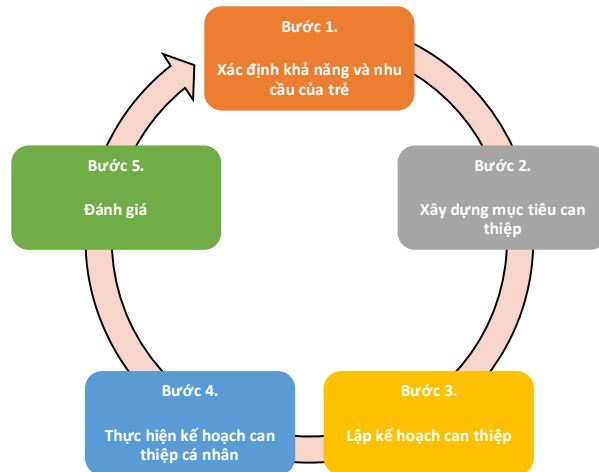 Bước 1.
Xác định khả năng và nhu
cầu của trẻ
Bước 2.
Xây dựng mục tiêu can
thiệp
Bước 3.
Lập kế hoạch can thiệp
Bước 4.
Thực hiện kế hoạch can
thiệp cá nhân
Bước 5.
Đánh giá